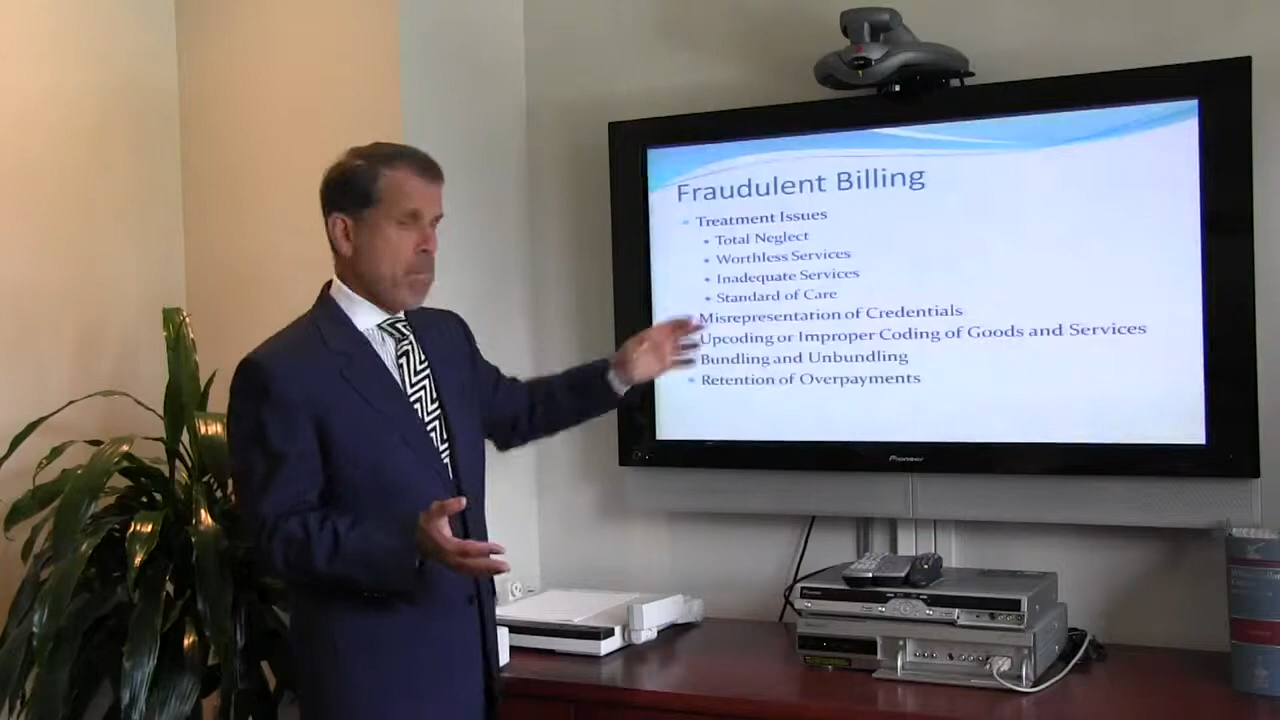 Fraudulent Billing
Treatment Issues
Total Neglect
Worthless Services
Inadequate Services
Standard of Care
Misrepresentation of Credentials
Upcoding or Improper Coding of Goods and Services
Bundling and Unbundling
Retention of Overpayments
Pioneer